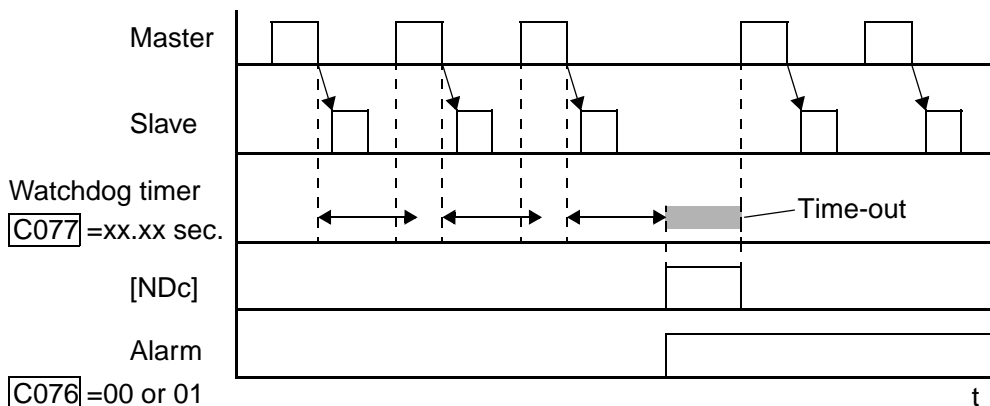 Master
Slave
Watchdog timer
C077 =xx.xx sec.
Time-out
[NDc]
Alarm
C076 =00 or 01
t